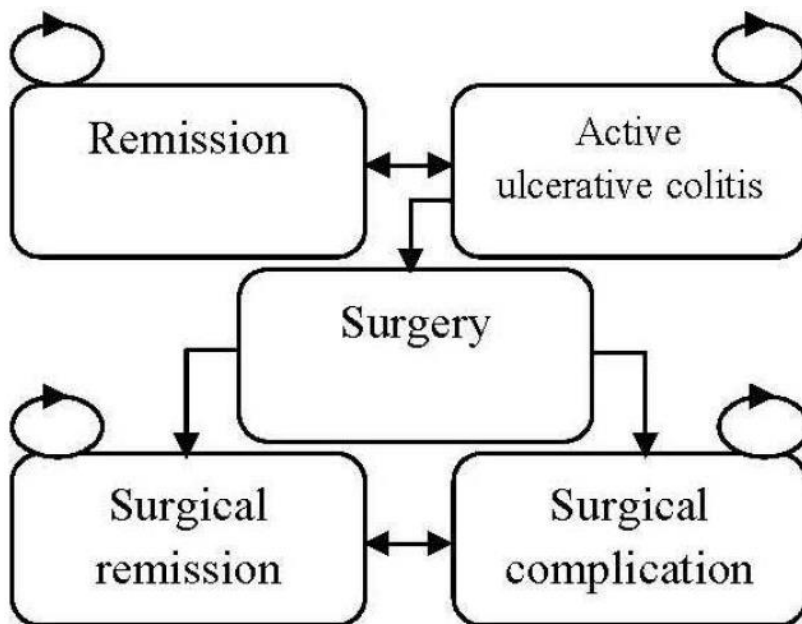 Remission
Active
ulcerative colitis
Surgery
Surgical
remission
Surgical
complication